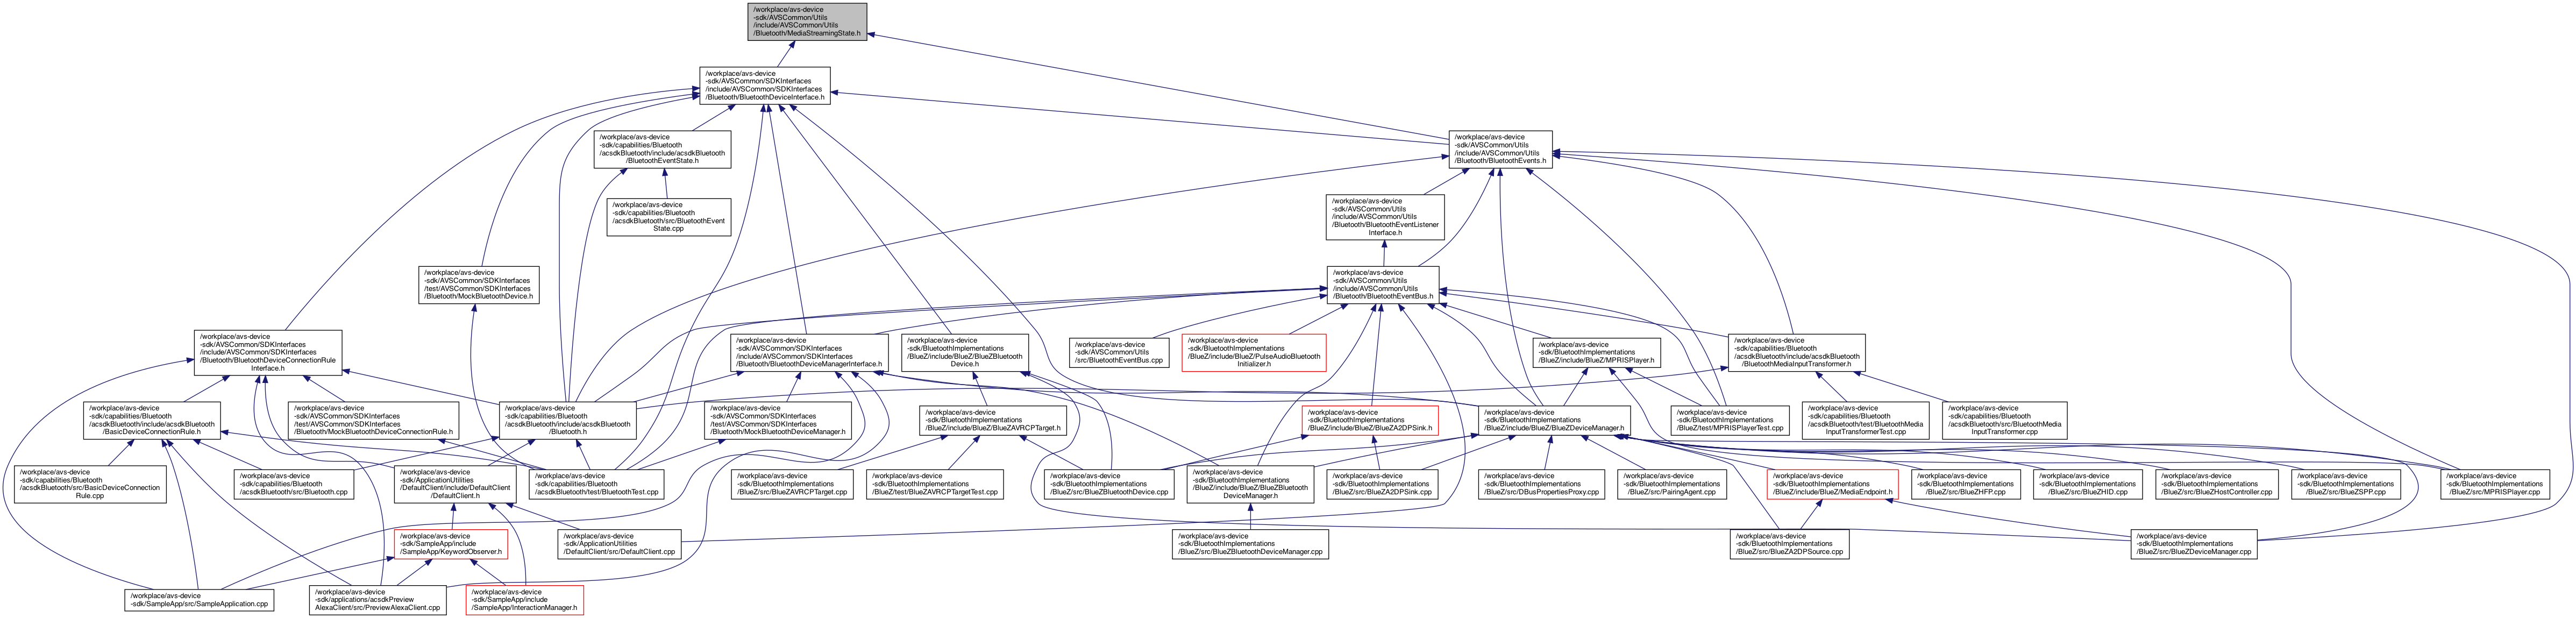 /workplace/avs-device
-sdk/AVSCommon/Utils
/include/AVSCommon/Utils
/Bluetooth/MediaStreamingState.h
/workplace/avs-device
-sdk/AVSCommon/SDKInterfaces
/include/AVSCommon/SDKInterfaces
/Bluetooth/BluetoothDeviceInterface.h
/workplace/avs-device
-sdk/capabilities/Bluetooth
/acsdkBluetooth/include/acsdkBluetooth
/BluetoothEventState.h
/workplace/avs-device
-sdk/AVSCommon/Utils
/include/AVSCommon/Utils
/Bluetooth/BluetoothEvents.h
/workplace/avs-device
-sdk/capabilities/Bluetooth
/acsdkBluetooth/src/BluetoothEvent
State.cpp
/workplace/avs-device
-sdk/AVSCommon/Utils
/include/AVSCommon/Utils
/Bluetooth/BluetoothEventListener
Interface.h
/workplace/avs-device
-sdk/AVSCommon/SDKInterfaces
/test/AVSCommon/SDKInterfaces
/Bluetooth/MockBluetoothDevice.h
/workplace/avs-device
-sdk/AVSCommon/Utils
/include/AVSCommon/Utils
/Bluetooth/BluetoothEventBus.h
/workplace/avs-device
-sdk/AVSCommon/SDKInterfaces
/include/AVSCommon/SDKInterfaces
/Bluetooth/BluetoothDeviceConnectionRule
Interface.h
/workplace/avs-device
-sdk/AVSCommon/SDKInterfaces
/include/AVSCommon/SDKInterfaces
/Bluetooth/BluetoothDeviceManagerInterface.h
/workplace/avs-device
-sdk/BluetoothImplementations
/BlueZ/include/BlueZ/BlueZBluetooth
Device.h
/workplace/avs-device
-sdk/AVSCommon/Utils
/src/BluetoothEventBus.cpp
/workplace/avs-device
-sdk/BluetoothImplementations
/BlueZ/include/BlueZ/PulseAudioBluetooth
Initializer.h
/workplace/avs-device
-sdk/BluetoothImplementations
/BlueZ/include/BlueZ/MPRISPlayer.h
/workplace/avs-device
-sdk/capabilities/Bluetooth
/acsdkBluetooth/include/acsdkBluetooth
/BluetoothMediaInputTransformer.h
/workplace/avs-device
-sdk/capabilities/Bluetooth
/acsdkBluetooth/include/acsdkBluetooth
/BasicDeviceConnectionRule.h
/workplace/avs-device
-sdk/AVSCommon/SDKInterfaces
/test/AVSCommon/SDKInterfaces
/Bluetooth/MockBluetoothDeviceConnectionRule.h
/workplace/avs-device
-sdk/capabilities/Bluetooth
/acsdkBluetooth/include/acsdkBluetooth
/Bluetooth.h
/workplace/avs-device
-sdk/AVSCommon/SDKInterfaces
/test/AVSCommon/SDKInterfaces
/Bluetooth/MockBluetoothDeviceManager.h
/workplace/avs-device
-sdk/BluetoothImplementations
/BlueZ/include/BlueZ/BlueZAVRCPTarget.h
/workplace/avs-device
-sdk/BluetoothImplementations
/BlueZ/include/BlueZ/BlueZA2DPSink.h
/workplace/avs-device
-sdk/BluetoothImplementations
/BlueZ/include/BlueZ/BlueZDeviceManager.h
/workplace/avs-device
-sdk/BluetoothImplementations
/BlueZ/test/MPRISPlayerTest.cpp
/workplace/avs-device
-sdk/capabilities/Bluetooth
/acsdkBluetooth/test/BluetoothMedia
InputTransformerTest.cpp
/workplace/avs-device
-sdk/capabilities/Bluetooth
/acsdkBluetooth/src/BluetoothMedia
InputTransformer.cpp
/workplace/avs-device
-sdk/capabilities/Bluetooth
/acsdkBluetooth/src/BasicDeviceConnection
Rule.cpp
/workplace/avs-device
-sdk/capabilities/Bluetooth
/acsdkBluetooth/src/Bluetooth.cpp
/workplace/avs-device
-sdk/ApplicationUtilities
/DefaultClient/include/DefaultClient
/DefaultClient.h
/workplace/avs-device
-sdk/capabilities/Bluetooth
/acsdkBluetooth/test/BluetoothTest.cpp
/workplace/avs-device
-sdk/BluetoothImplementations
/BlueZ/src/BlueZAVRCPTarget.cpp
/workplace/avs-device
-sdk/BluetoothImplementations
/BlueZ/test/BlueZAVRCPTargetTest.cpp
/workplace/avs-device
-sdk/BluetoothImplementations
/BlueZ/src/BlueZBluetoothDevice.cpp
/workplace/avs-device
-sdk/BluetoothImplementations
/BlueZ/include/BlueZ/BlueZBluetooth
DeviceManager.h
/workplace/avs-device
-sdk/BluetoothImplementations
/BlueZ/src/BlueZA2DPSink.cpp
/workplace/avs-device
-sdk/BluetoothImplementations
/BlueZ/src/DBusPropertiesProxy.cpp
/workplace/avs-device
-sdk/BluetoothImplementations
/BlueZ/src/PairingAgent.cpp
/workplace/avs-device
-sdk/BluetoothImplementations
/BlueZ/include/BlueZ/MediaEndpoint.h
/workplace/avs-device
-sdk/BluetoothImplementations
/BlueZ/src/BlueZHFP.cpp
/workplace/avs-device
-sdk/BluetoothImplementations
/BlueZ/src/BlueZHID.cpp
/workplace/avs-device
-sdk/BluetoothImplementations
/BlueZ/src/BlueZHostController.cpp
/workplace/avs-device
-sdk/BluetoothImplementations
/BlueZ/src/BlueZSPP.cpp
/workplace/avs-device
-sdk/BluetoothImplementations
/BlueZ/src/MPRISPlayer.cpp
/workplace/avs-device
-sdk/SampleApp/include
/SampleApp/KeywordObserver.h
/workplace/avs-device
-sdk/ApplicationUtilities
/DefaultClient/src/DefaultClient.cpp
/workplace/avs-device
-sdk/BluetoothImplementations
/BlueZ/src/BlueZBluetoothDeviceManager.cpp
/workplace/avs-device
-sdk/BluetoothImplementations
/BlueZ/src/BlueZA2DPSource.cpp
/workplace/avs-device
-sdk/BluetoothImplementations
/BlueZ/src/BlueZDeviceManager.cpp
/workplace/avs-device
-sdk/SampleApp/src/SampleApplication.cpp
/workplace/avs-device
-sdk/applications/acsdkPreview
AlexaClient/src/PreviewAlexaClient.cpp
/workplace/avs-device
-sdk/SampleApp/include
/SampleApp/InteractionManager.h